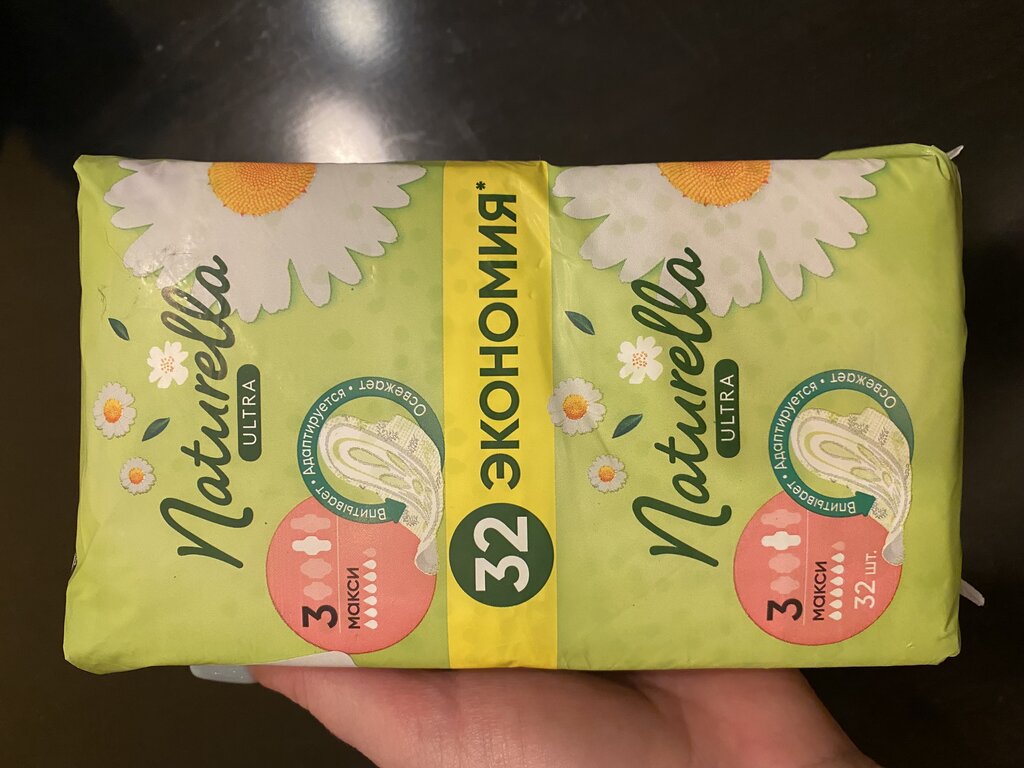 Naturella
ULTRA
Впитывает • Адаптируется • Освежает
3
макси
32 ЭКОНОМИЯ*
Naturella
ULTRA
Впитывает • Адаптируется • Освежает
3
макси
32 шт.